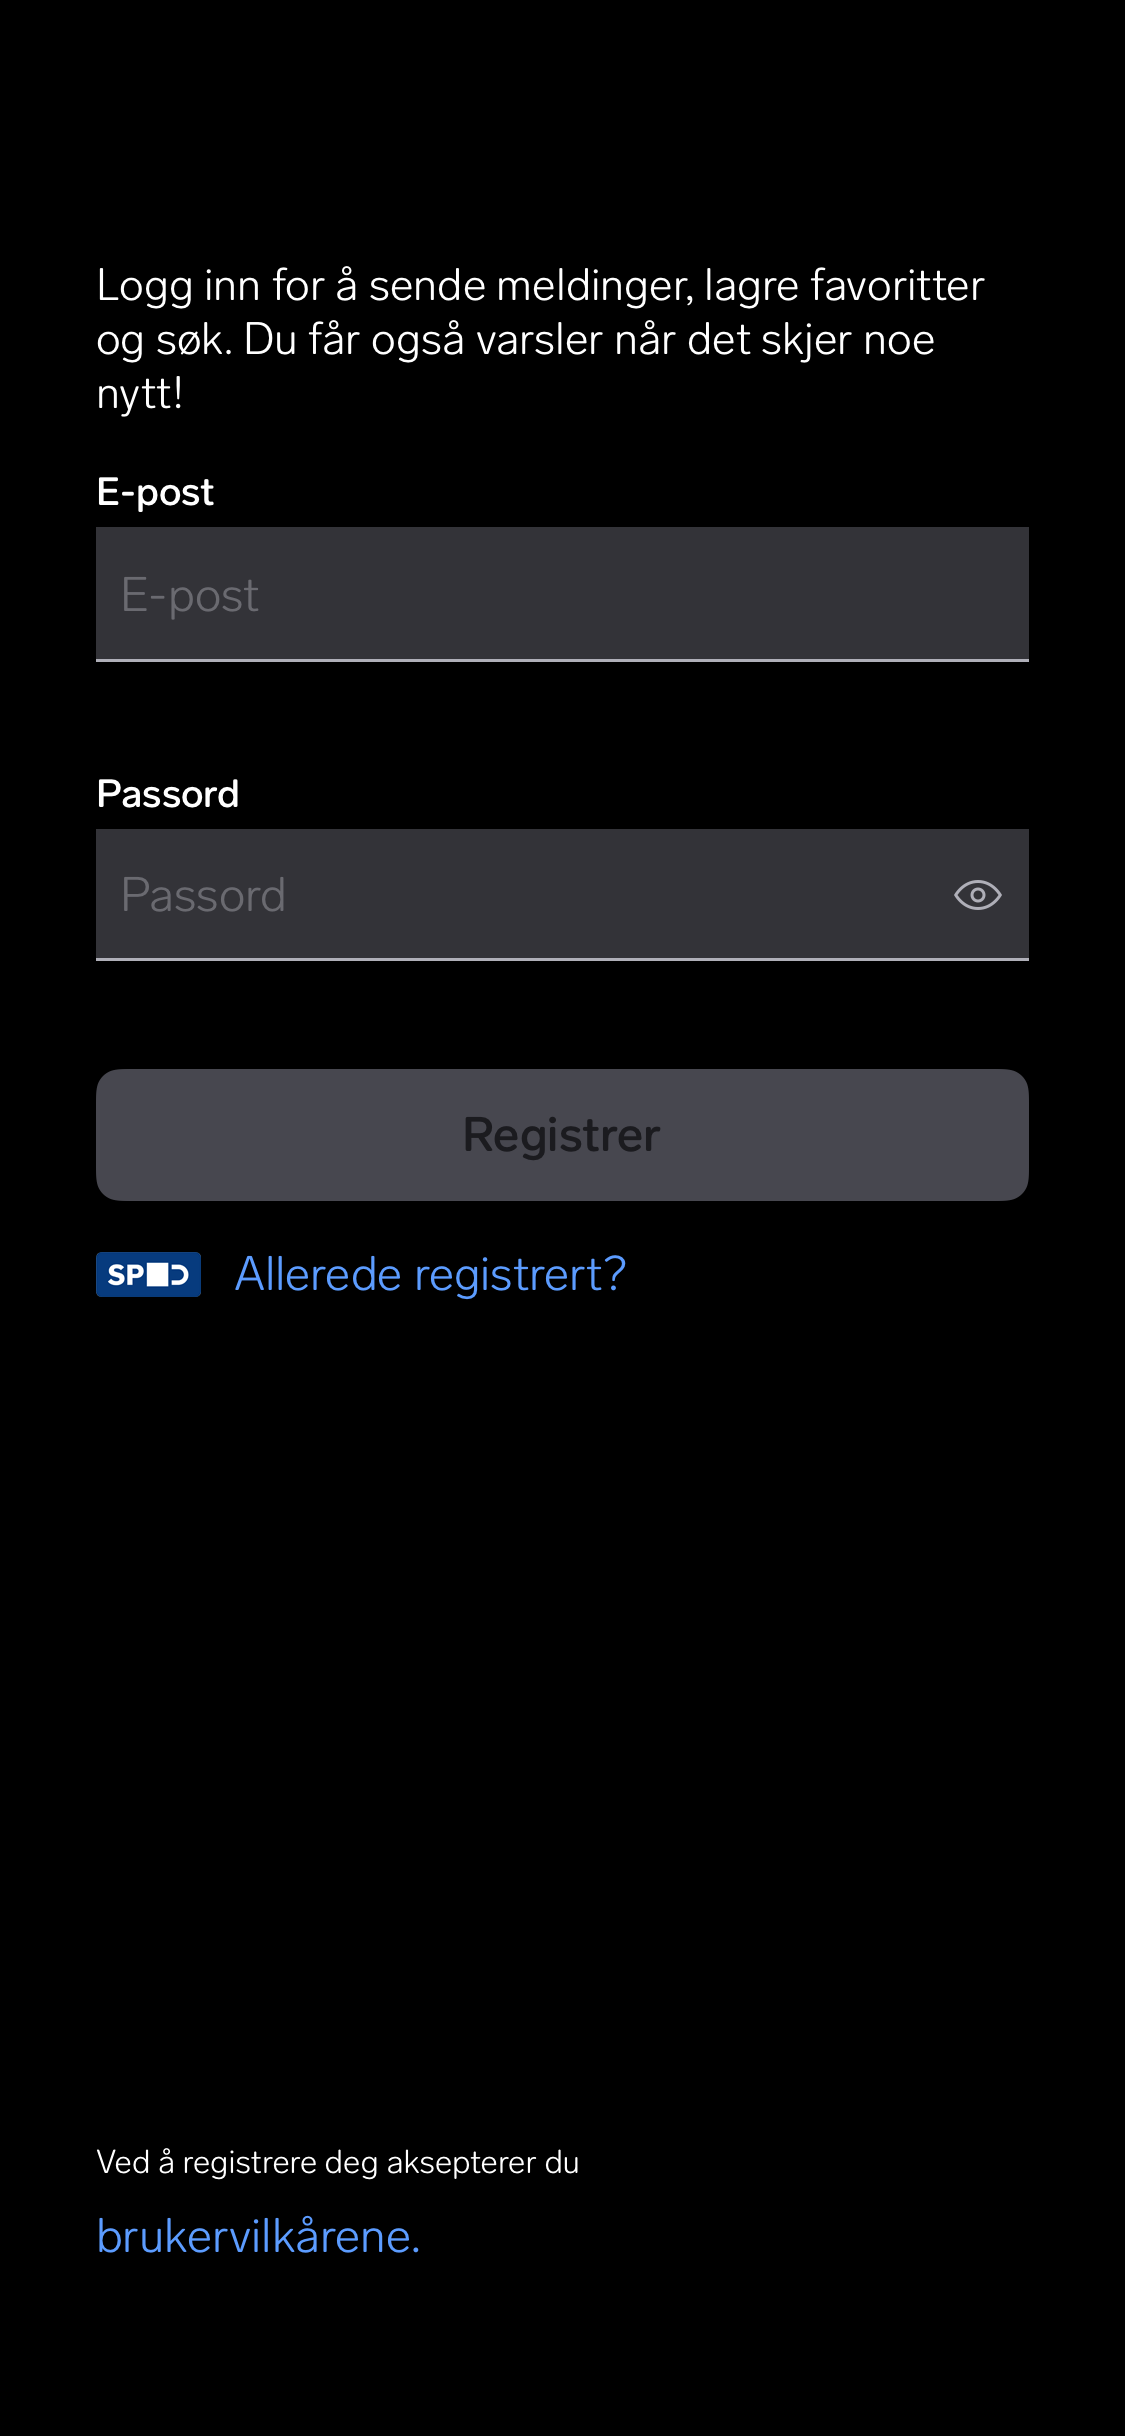 Logg inn for å sende meldinger, lagre favoritter
og søk. Du får også varsler når det skjer noe
nytt!
E-post
E-post
Passord
Passord
Registrer
Allerede registrert?
Ved å registrere deg aksepterer du
brukervilkårene.